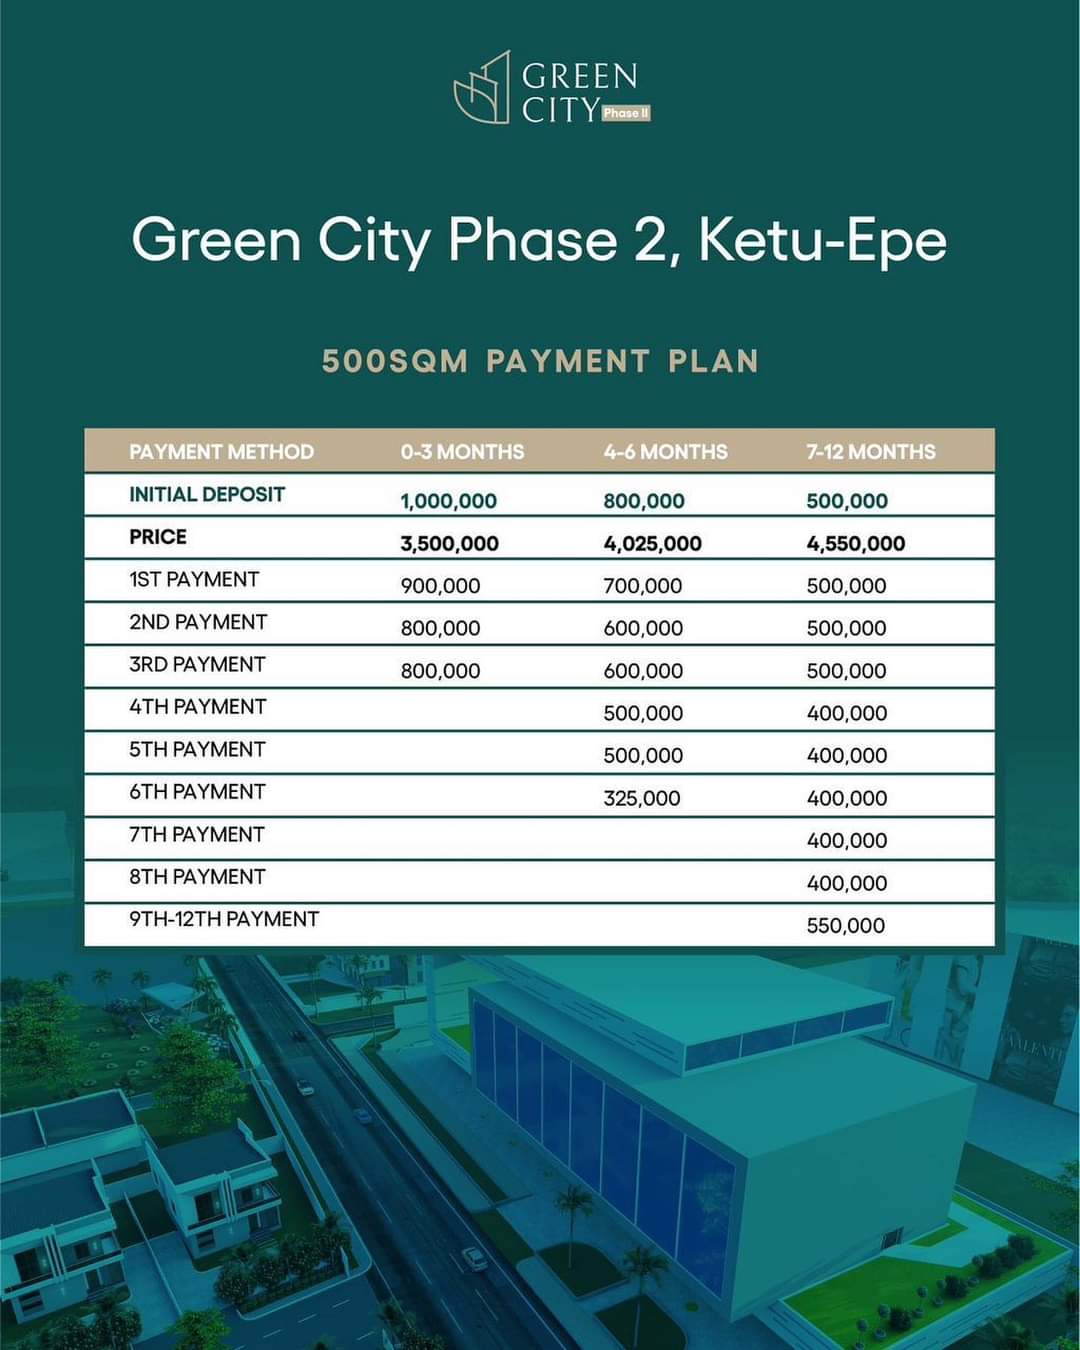 GREEN
CITY Phase II
Green City Phase 2, Ketu-Epe
500SQM PAYMENT PLAN
PAYMENT METHOD 0-3 MONTHS 4-6 MONTHS 7-12 MONTHS
INITIAL DEPOSIT 1,000,000 800,000 500,000
PRICE 3,500,000 4,025,000 4,550,000
1ST PAYMENT 900,000 700,000 500,000
2ND PAYMENT 800,000 600,000 500,000
3RD PAYMENT 800,000 600,000 500,000
4TH PAYMENT 500,000 400,000
5TH PAYMENT 500,000 400,000
6TH PAYMENT 325,000 400,000
7TH PAYMENT 400,000
8TH PAYMENT 400,000
9TH-12TH PAYMENT 550,000